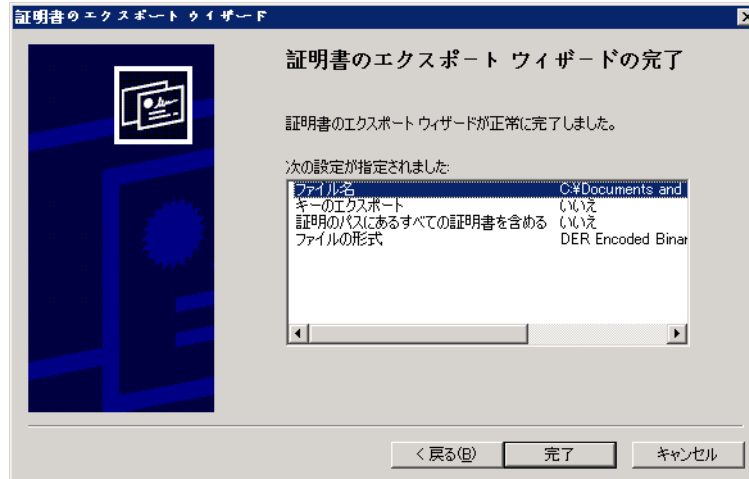 証明書のエクスポート ウィザード
証明書のエクスポート ウィザードの完了
証明書のエクスポート ウィザードが正常に完了しました。
次の設定が指定されました:
ファイル名 C:¥Documents and
キーのエクスポート いいえ
証明のパスにあるすべての証明書を含める いいえ
ファイルの形式 DER Encoded Binar
< 戻る(B) 完了 キャンセル